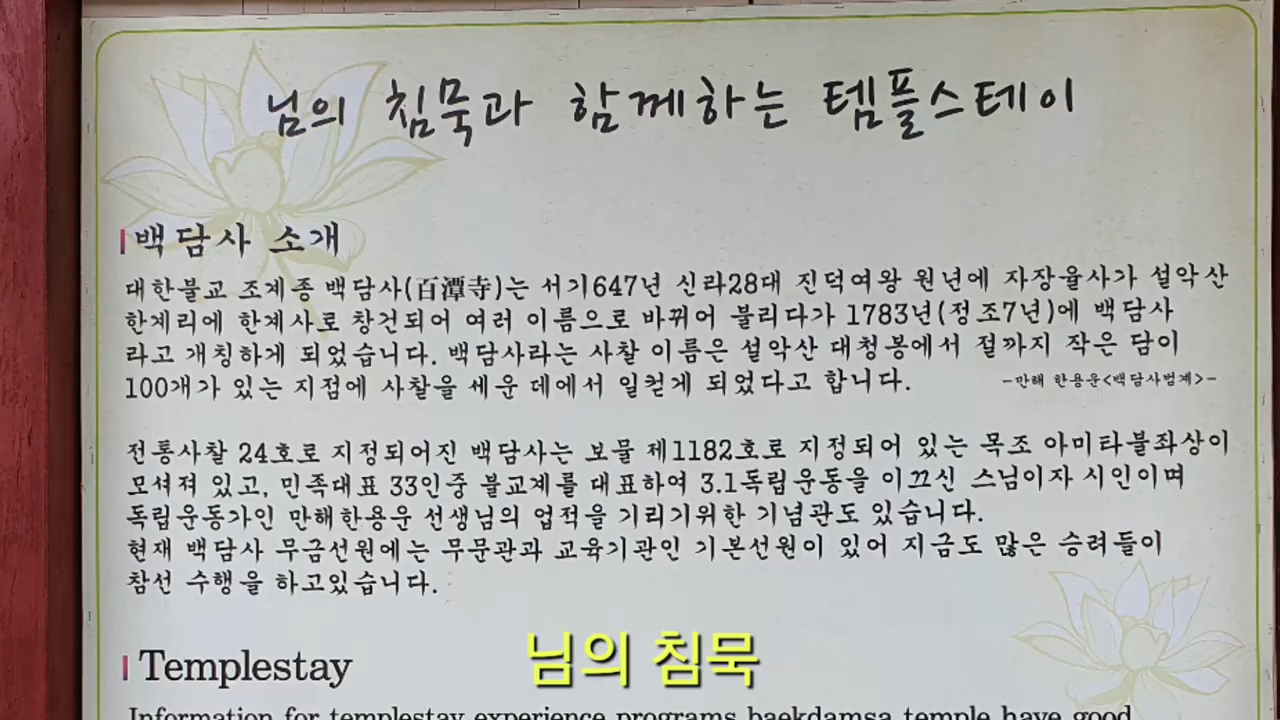 님의 침묵과 함께하는 템플스테이
백담사 소개
대한불교 조계종 백담사(百潭寺)는 서기647년 신라28대 진덕여왕 원년에 자장율사가 설악산
한계리에 한계사로 창건되어 여러 이름으로 바뀌어 불리다가 1783년(정조7년)에 백담사
라고 개칭하게 되었습니다. 백담사라는 사찰 이름은 설악산 대청봉에서 절까지 작은 담이
100개가 있는 지점에 사찰을 세운 데에서 일컫게 되었다고 합니다.
-만해 한용운<백담사법계>-
전통사찰 24호로 지정되어진 백담사는 보물 제1182호로 지정되어 있는 목조 아미타불좌상이
모셔져 있고, 민족대표 33인중 불교계를 대표하여 3.1독립운동을 이끄신 스님이자 시인이며
독립운동가인 만해한용운 선생님의 업적을 기리기위한 기념관도 있습니다.
현재 백담사 무금선원에는 무문관과 교육기관인 기본선원이 있어 지금도 많은 승려들이
참선 수행을 하고있습니다.
Templestay
님의 침묵
Information for templestay experience programs baekdamsa temple have good